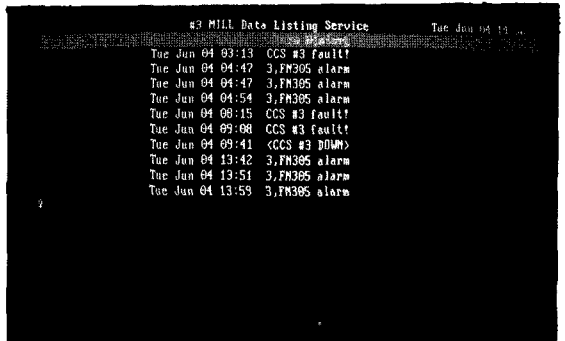 #3 MILL Data Listing Service Tue Jun 04 14
Tue Jun 04 03:13 CCS #3 fault!
Tue Jun 04 04:47 3,FN305 alarm
Tue Jun 04 04:47 3,FN305 alarm
Tue Jun 04 04:54 3,FN305 alarm
Tue Jun 04 08:15 CCS #3 fault!
Tue Jun 04 09:08 CCS #3 fault!
Tue Jun 04 09:41 <CCS #3 DOWN>
Tue Jun 04 13:42 3,FN305 alarm
Tue Jun 04 13:51 3,FN305 alarm
Tue Jun 04 13:59 3,FN305 alarm